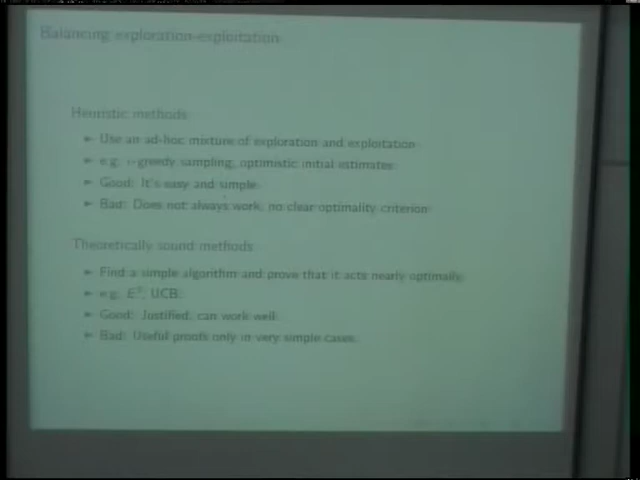 Balancing exploration-exploitation
Heuristic methods
Use an ad-hoc mixture of exploration and exploitation
e.g. ϵ-greedy sampling, optimistic initial estimates
Good: It's easy and simple
Bad: Does not always work, no clear optimality criterion
Theoretically sound methods
Find a simple algorithm and prove that it acts nearly optimally
e.g. E³, UCB.
Good: Justified, can work well
Bad: Useful proofs only in very simple cases.